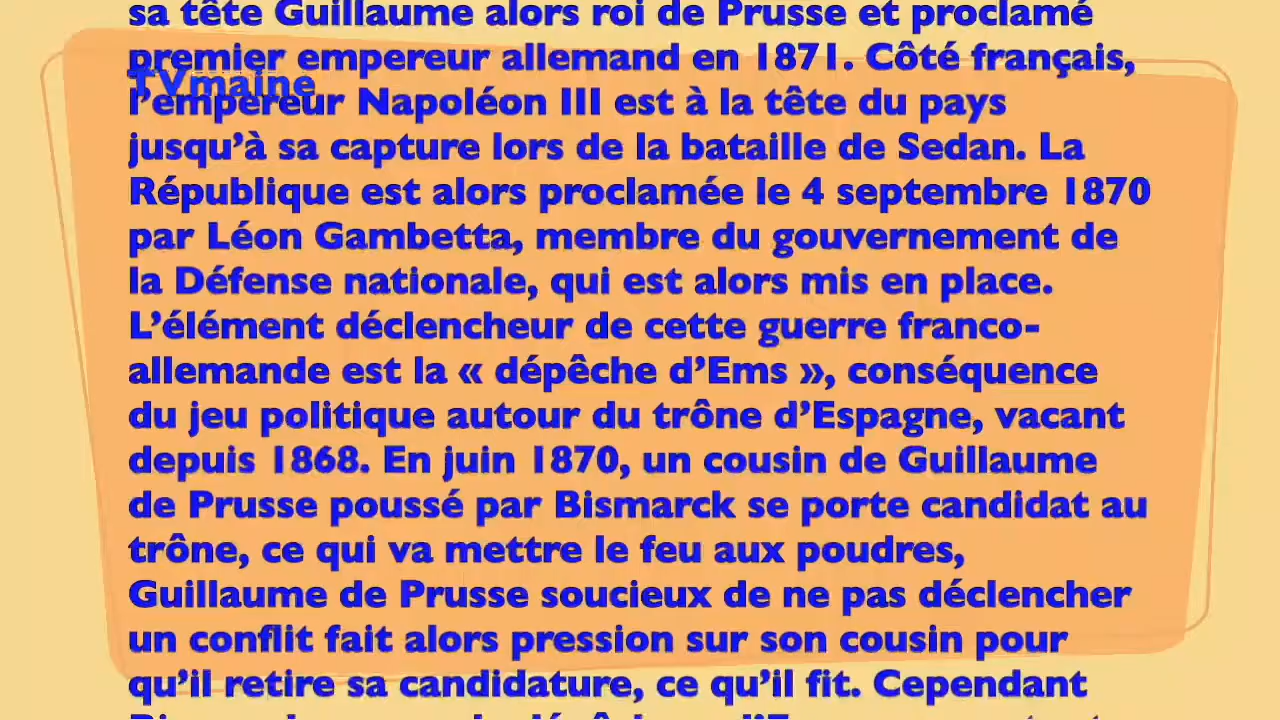 sa tête Guillaume alors roi de Prusse et proclamé
premier empereur allemand en 1871. Côté français,
TVmaine
l’empereur Napoléon III est à la tête du pays
jusqu’à sa capture lors de la bataille de Sedan. La
République est alors proclamée le 4 septembre 1870
par Léon Gambetta, membre du gouvernement de
la Défense nationale, qui est alors mis en place.
L’élément déclencheur de cette guerre franco-
allemande est la « dépêche d’Ems », conséquence
du jeu politique autour du trône d’Espagne, vacant
depuis 1868. En juin 1870, un cousin de Guillaume
de Prusse poussé par Bismarck se porte candidat au
trône, ce qui va mettre le feu aux poudres,
Guillaume de Prusse soucieux de ne pas déclencher
un conflit fait alors pression sur son cousin pour
qu’il retire sa candidature, ce qu’il fit. Cependant